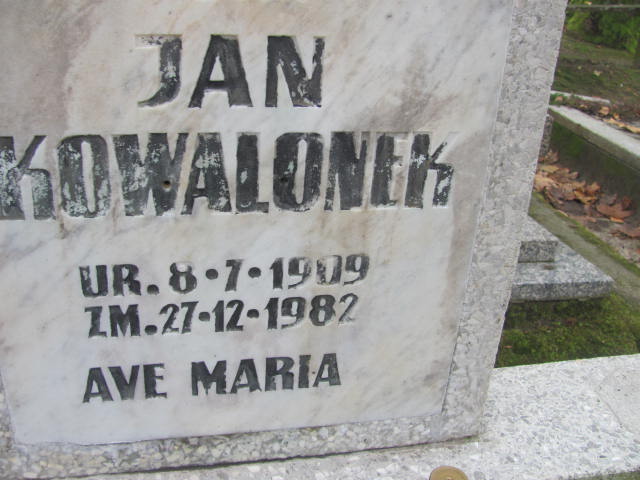 JAN
KOWALONEK
UR. 8·7·1909
ZM. 27·12·1982
AVE MARIA